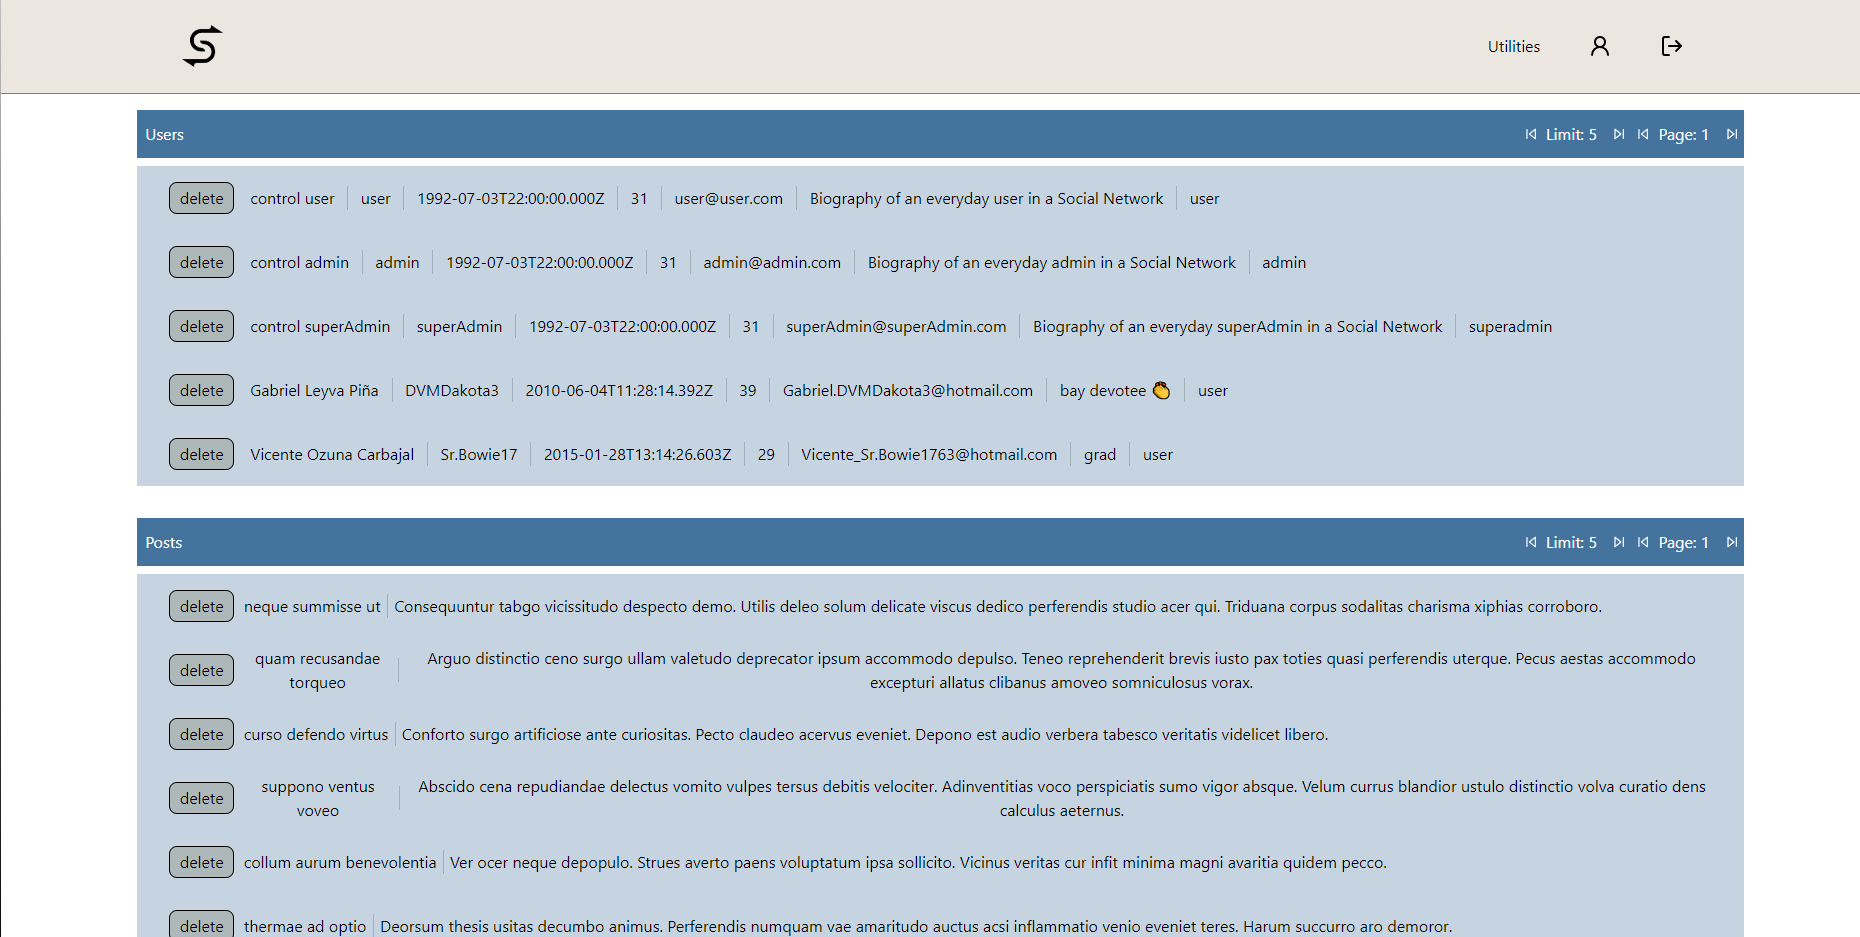 Utilities
Users Limit: 5 Page: 1
delete control user user 1992-07-03T22:00:00.000Z 31 user@user.com Biography of an everyday user in a Social Network user
delete control admin admin 1992-07-03T22:00:00.000Z 31 admin@admin.com Biography of an everyday admin in a Social Network admin
delete control superAdmin superAdmin 1992-07-03T22:00:00.000Z 31 superAdmin@superAdmin.com Biography of an everyday superAdmin in a Social Network superadmin
delete Gabriel Leyva Piña DVMDakota3 2010-06-04T11:28:14.392Z 39 Gabriel.DVMDakota3@hotmail.com bay devotee 👏 user
delete Vicente Ozuna Carbajal Sr.Bowie17 2015-01-28T13:14:26.603Z 29 Vicente_Sr.Bowie1763@hotmail.com grad user
Posts Limit: 5 Page: 1
delete neque summisse ut Consequuntur tabgo vicissitudo despecto demo. Utilis deleo solum delicate viscus dedico perferendis studio acer qui. Triduana corpus sodalitas charisma xiphias corroboro.
delete quam recusandae
torqueo
Arguo distinctio ceno surgo ullam valetudo deprecator ipsum accommodo depulso. Teneo reprehenderit brevis iusto pax toties quasi perferendis uterque. Pecus aestas accommodo
excepturi allatus clibanus amoveo somniculosus vorax.
delete curso defendo virtus Conforto surgo artificiose ante curiositas. Pecto claudeo acervus eveniet. Depono est audio verbera tabesco veritatis videlicet libero.
delete suppono ventus
voveo
Abscido cena repudiandae delectus vomito vulpes tersus debitis velociter. Adinventitias voco perspiciatis sumo vigor absque. Velum currus blandior ustulo distinctio volva curatio dens
calculus aeternus.
delete collum aurum benevolentia Ver ocer neque depopulo. Strues averto paens voluptatum ipsa sollicito. Vicinus veritas cur infit minima magni avaritia quidem pecco.
delete thermae ad optio Deorsum thesis usitas decumbo animus. Perferendis numquam vae amaritudo auctus acsi inflammatio venio eveniet teres. Harum succurro aro demoror.